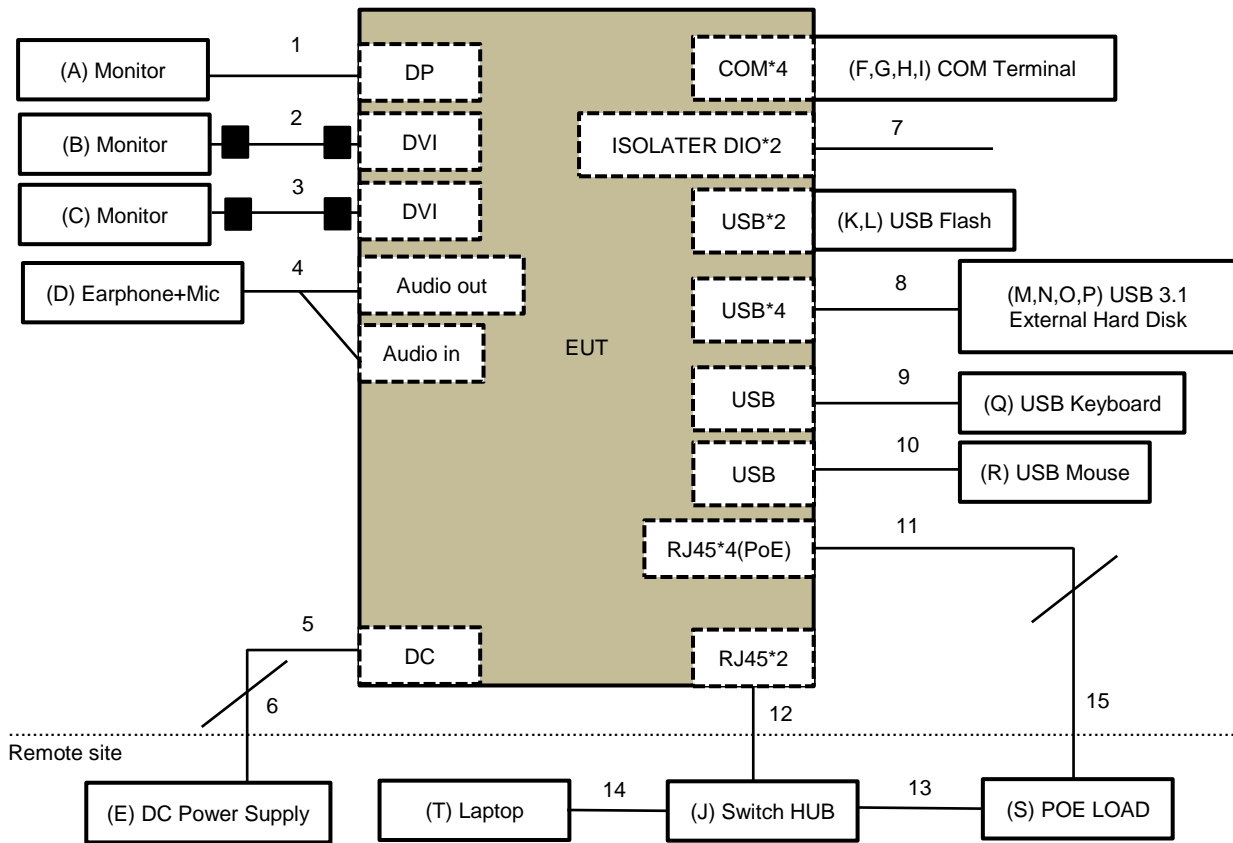 1
(A) Monitor
DP
COM*4
(F,G,H,I) COM Terminal
2
(B) Monitor
DVI
ISOLATER DIO*2
7
3
(C) Monitor
DVI
USB*2
(K,L) USB Flash
4
(D) Earphone+Mic
Audio out
Audio in
EUT
USB*4
8
(M,N,O,P) USB 3.1
External Hard Disk
USB
9
(Q) USB Keyboard
USB
10
(R) USB Mouse
RJ45*4(PoE)
11
5
DC
RJ45*2
6
12
15
Remote site
(E) DC Power Supply
(T) Laptop
14
(J) Switch HUB
13
(S) POE LOAD